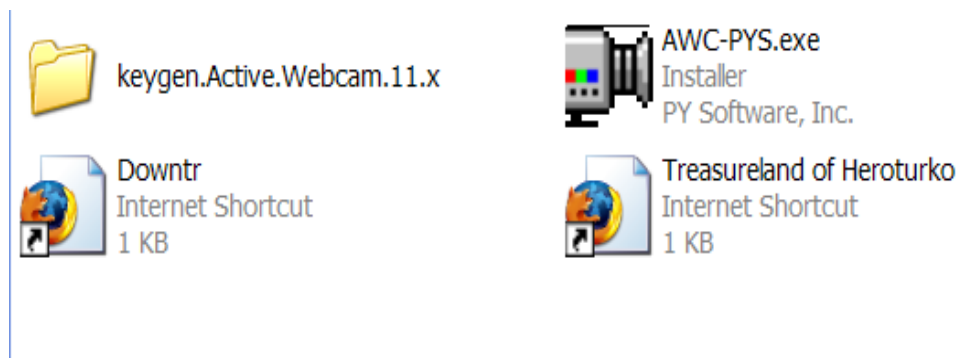 keygen.Active.Webcam.11.x
AWC-PYS.exe
Installer
PY Software, Inc.
Downtr
Internet Shortcut
1 KB
Treasureland of Heroturko
Internet Shortcut
1 KB